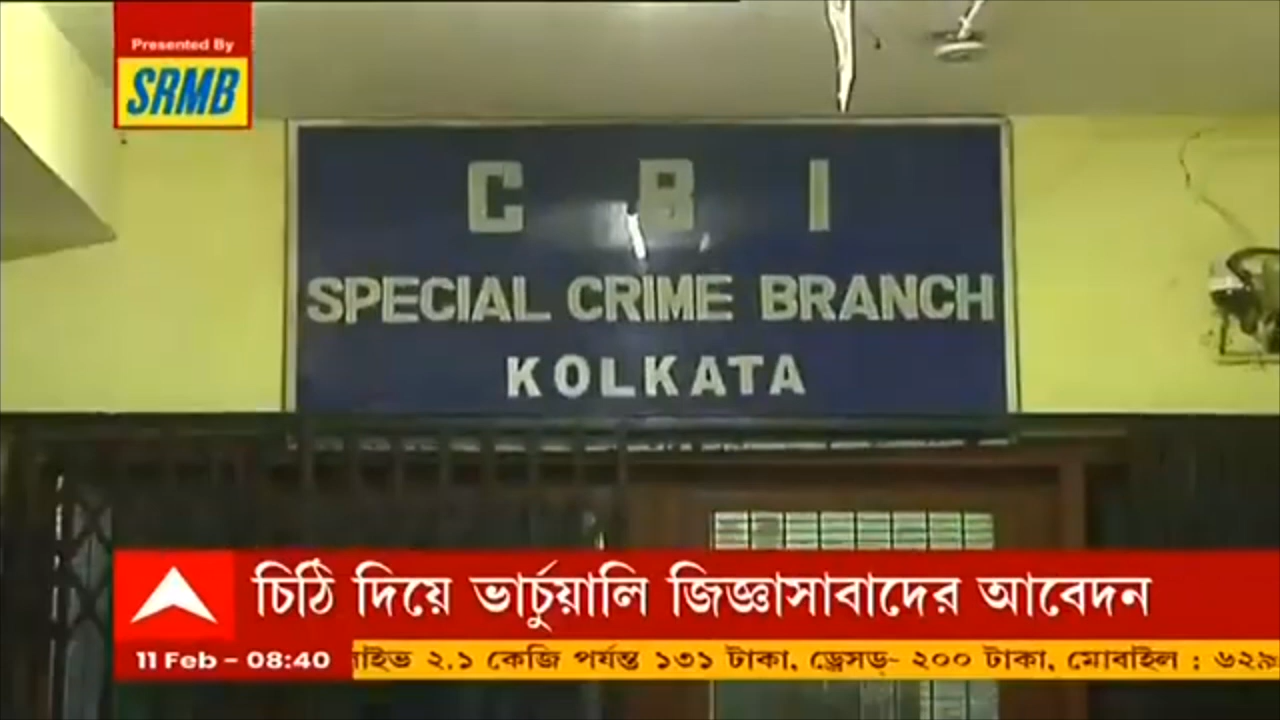 Presented By
SRMB
C B I
SPECIAL CRIME BRANCH
KOLKATA
চিঠি দিয়ে ভার্চুয়ালি জিজ্ঞাসাবাদের আবেদন
11 Feb - 08:40
২.১ কেজি পর্যন্ত ১৩১ টাকা, ড্রেসড্- ২০০ টাকা, মোবাইল : ৬২৯